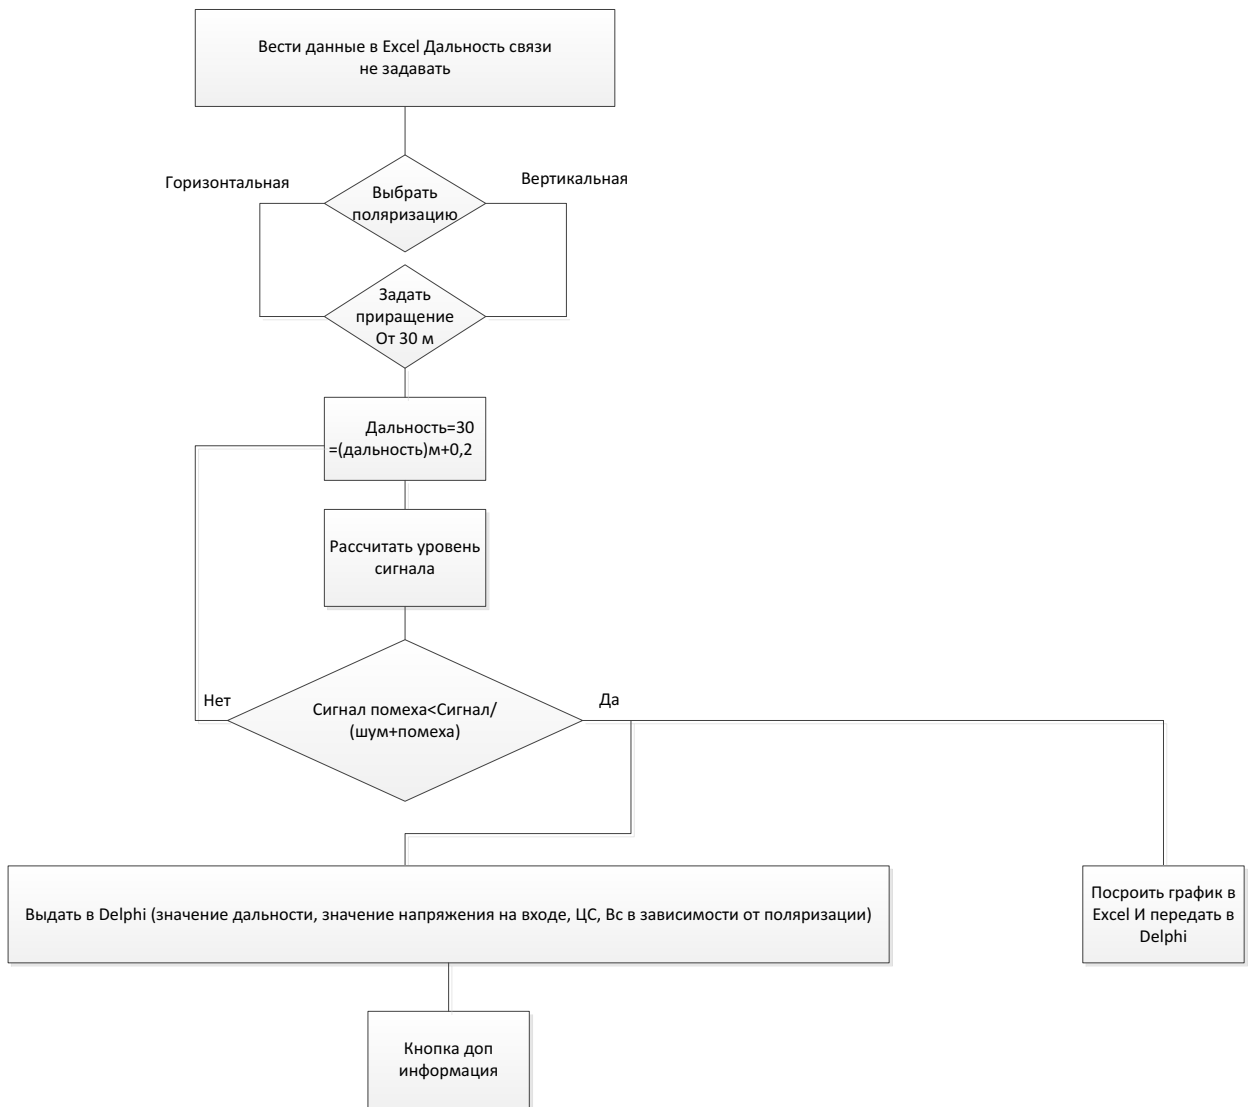 Вести данные в Excel Дальность связи
не задавать
Горизонтальная
Вертикальная
Выбрать
поляризацию
Задать
приращение
От 30 м
Дальность=30
=(дальность)м+0,2
Рассчитать уровень
сигнала
Нет
Да
Сигнал помеха<Сигнал/
(шум+помеха)
Выдать в Delphi (значение дальности, значение напряжения на входе, ЦС, Вс в зависимости от поляризации)
Посроить график в
Excel И передать в
Delphi
Кнопка доп
информация